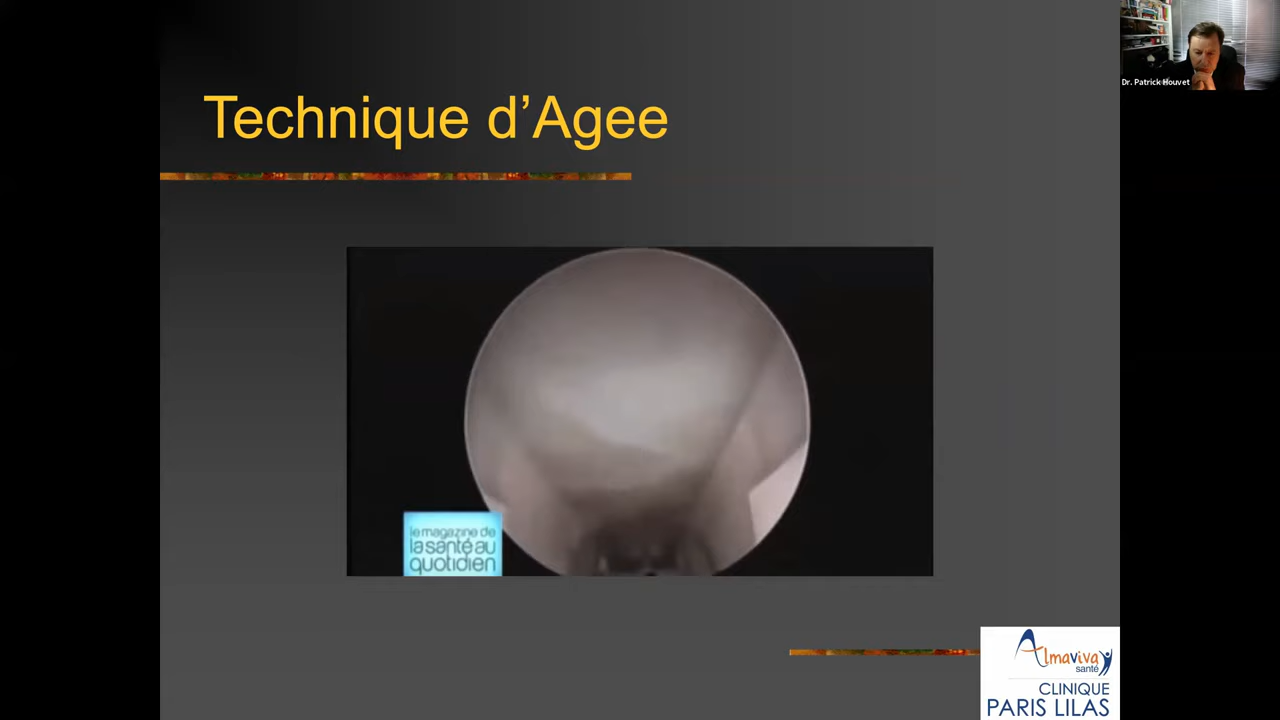 Technique d’Agee
Dr. Patrick Houvet
le magazine de
la santé au
quotidien
Almaviva
santé
CLINIQUE
PARIS LILAS